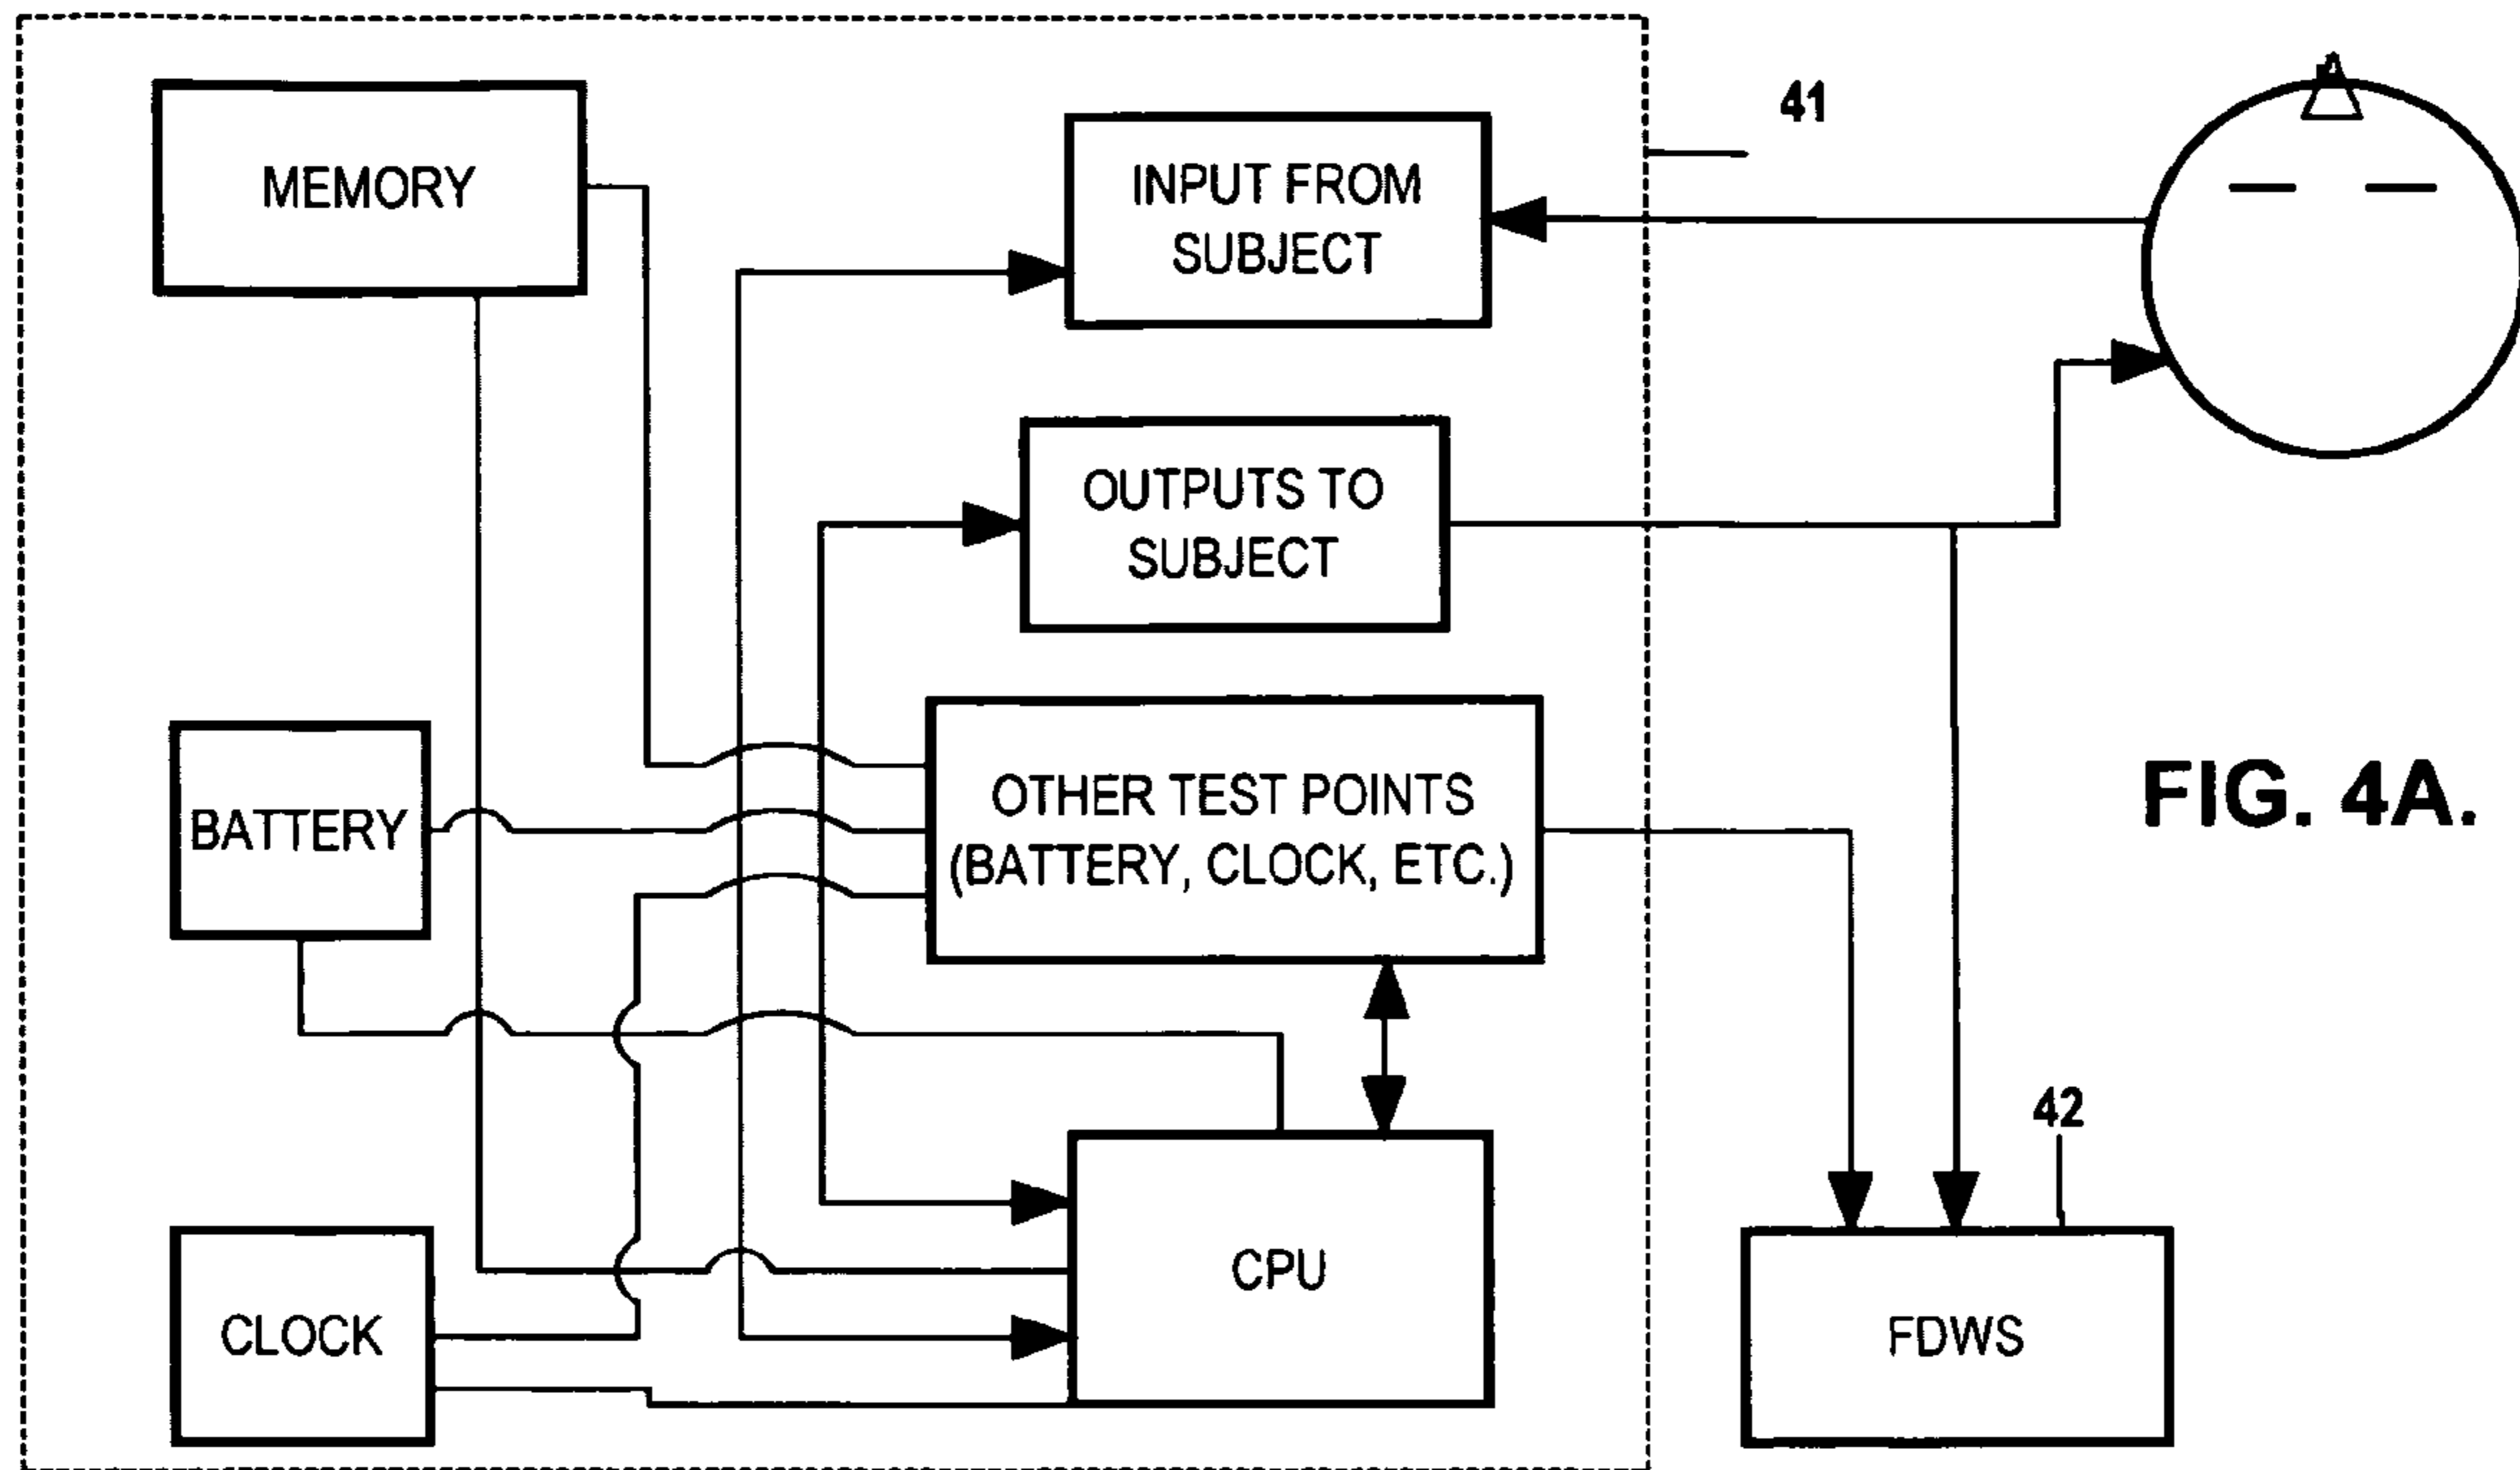 41
MEMORY
INPUT FROM
SUBJECT
OUTPUTS TO
SUBJECT
BATTERY
OTHER TEST POINTS
(BATTERY, CLOCK, ETC.)
FIG. 4A.
42
CPU
CLOCK
FDWS